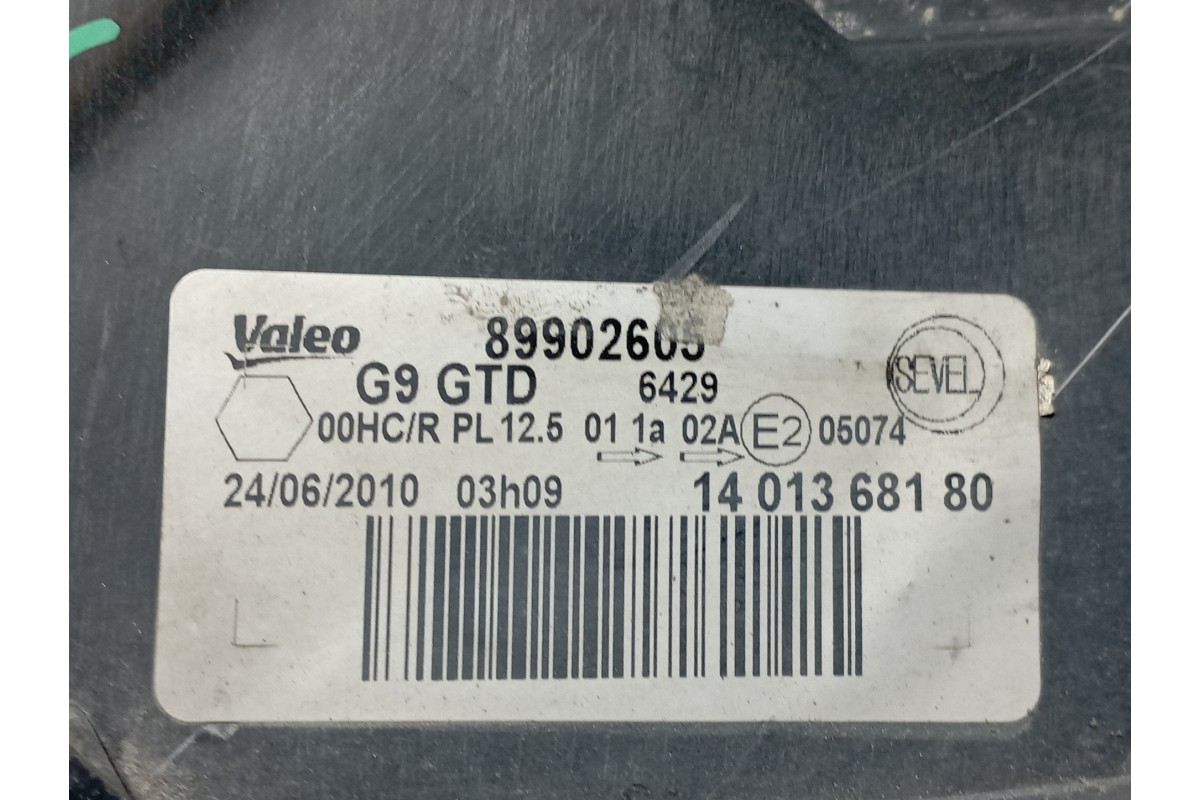 Valeo 89902605
SEVEL
G9 GTD 6429
00HC/R PL 12.5 01 1a 02A E2 05074
24/06/2010 03h09 14 013 681 80